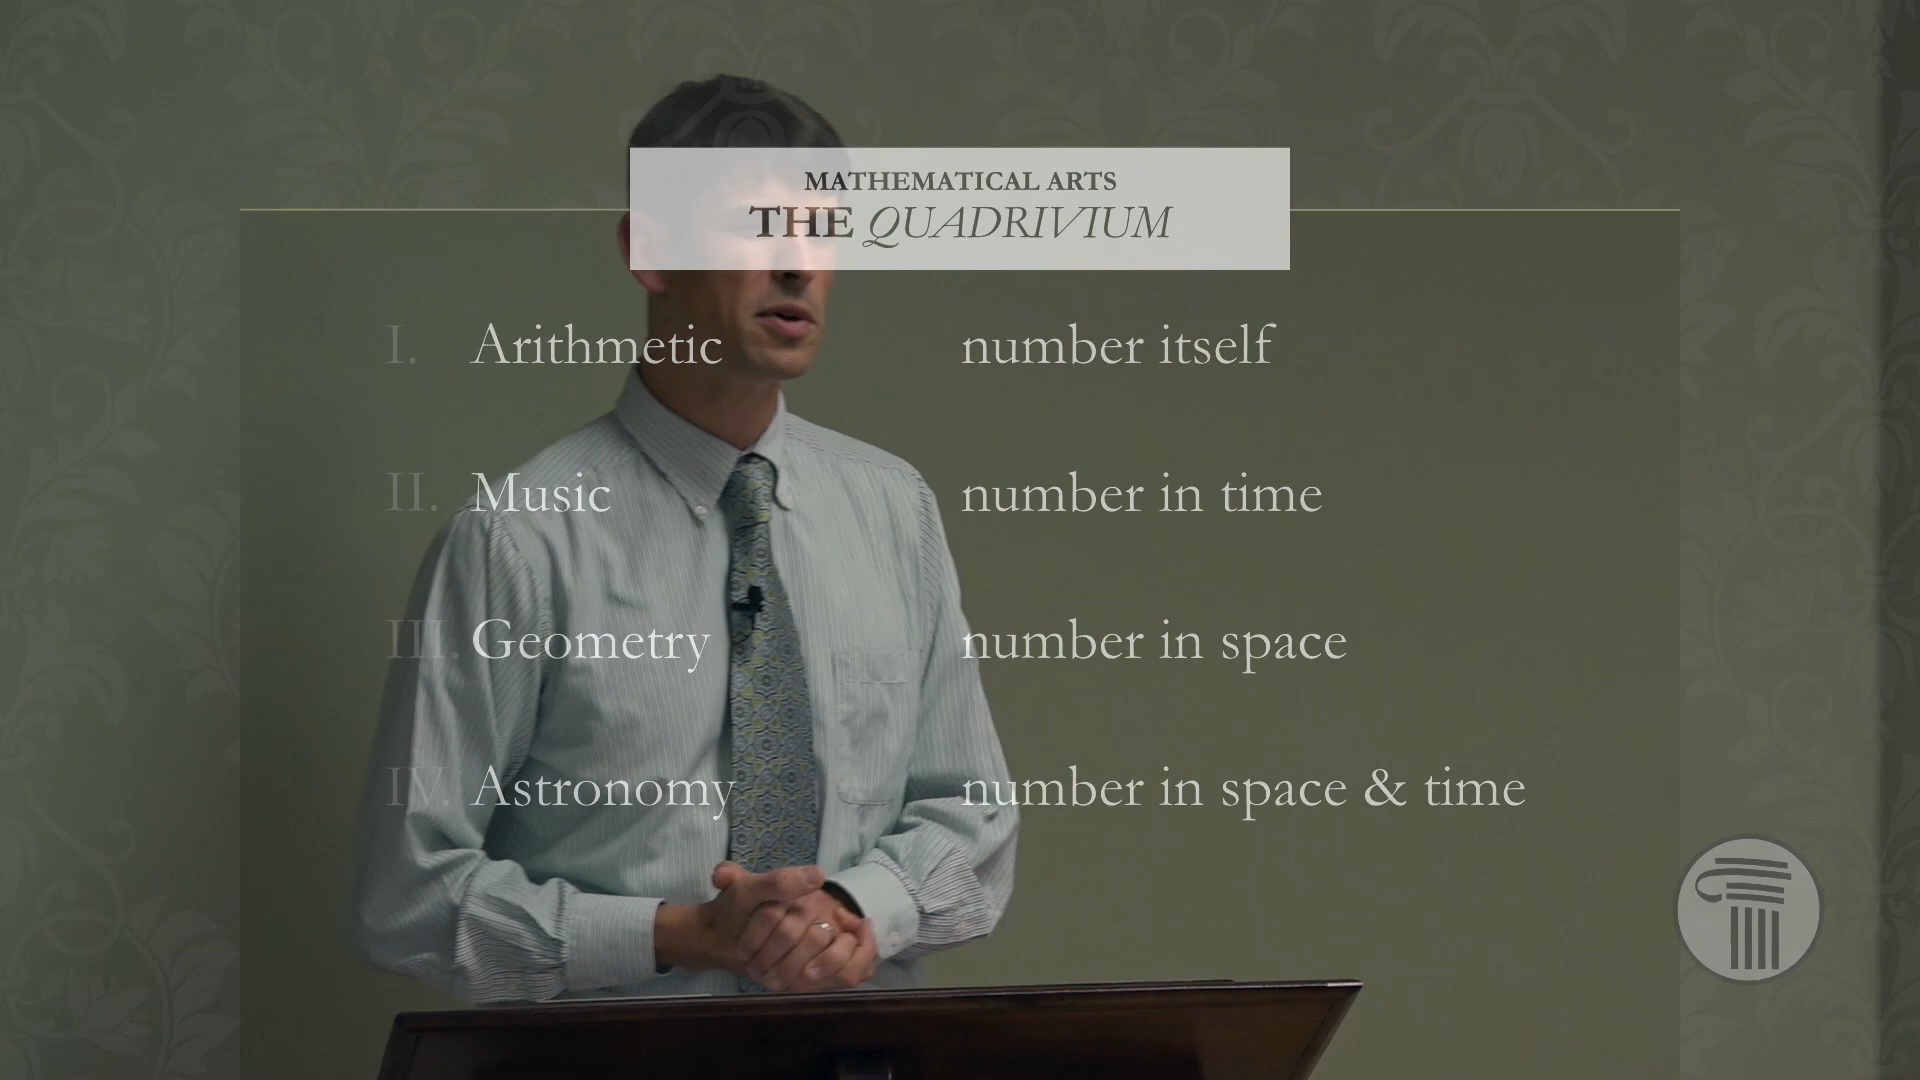 MATHEMATICAL ARTS
THE QUADRIVIUM
I. Arithmetic number itself
II. Music number in time
III. Geometry number in space
IV. Astronomy number in space & time